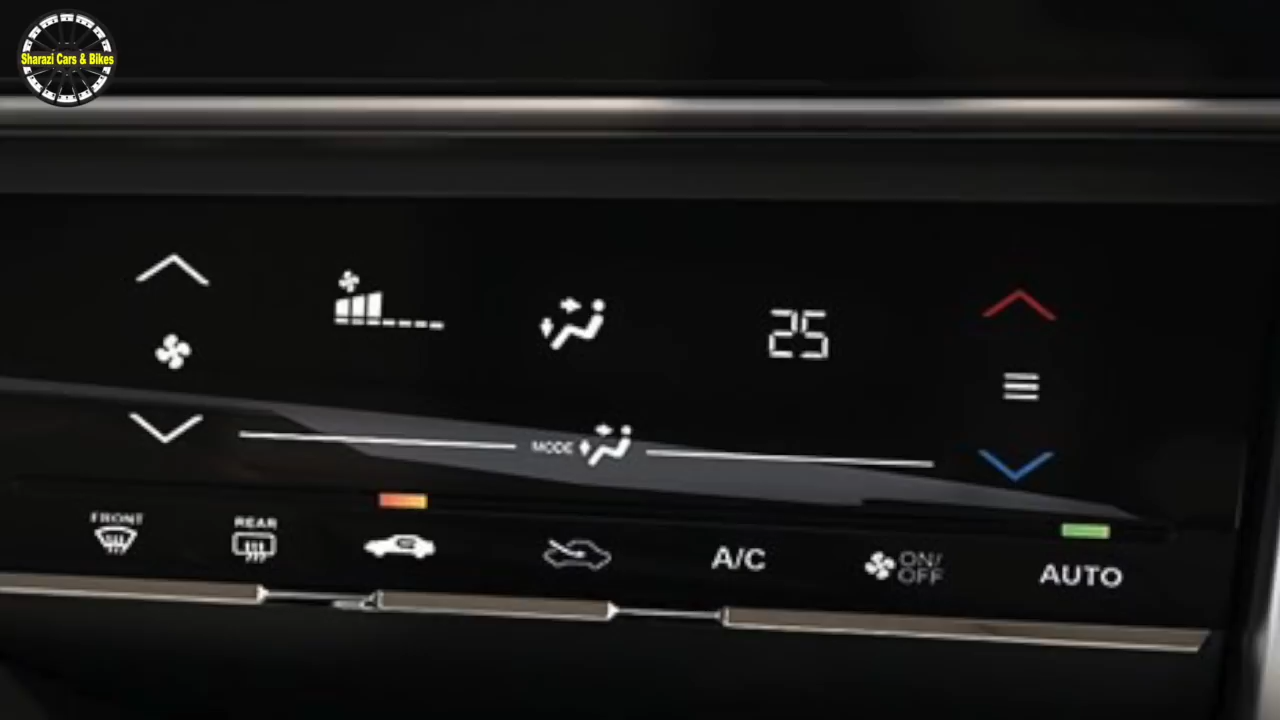 Sharazi Cars & Bikes
25
MODE
FRONT
REAR
A/C
ON/
OFF
AUTO